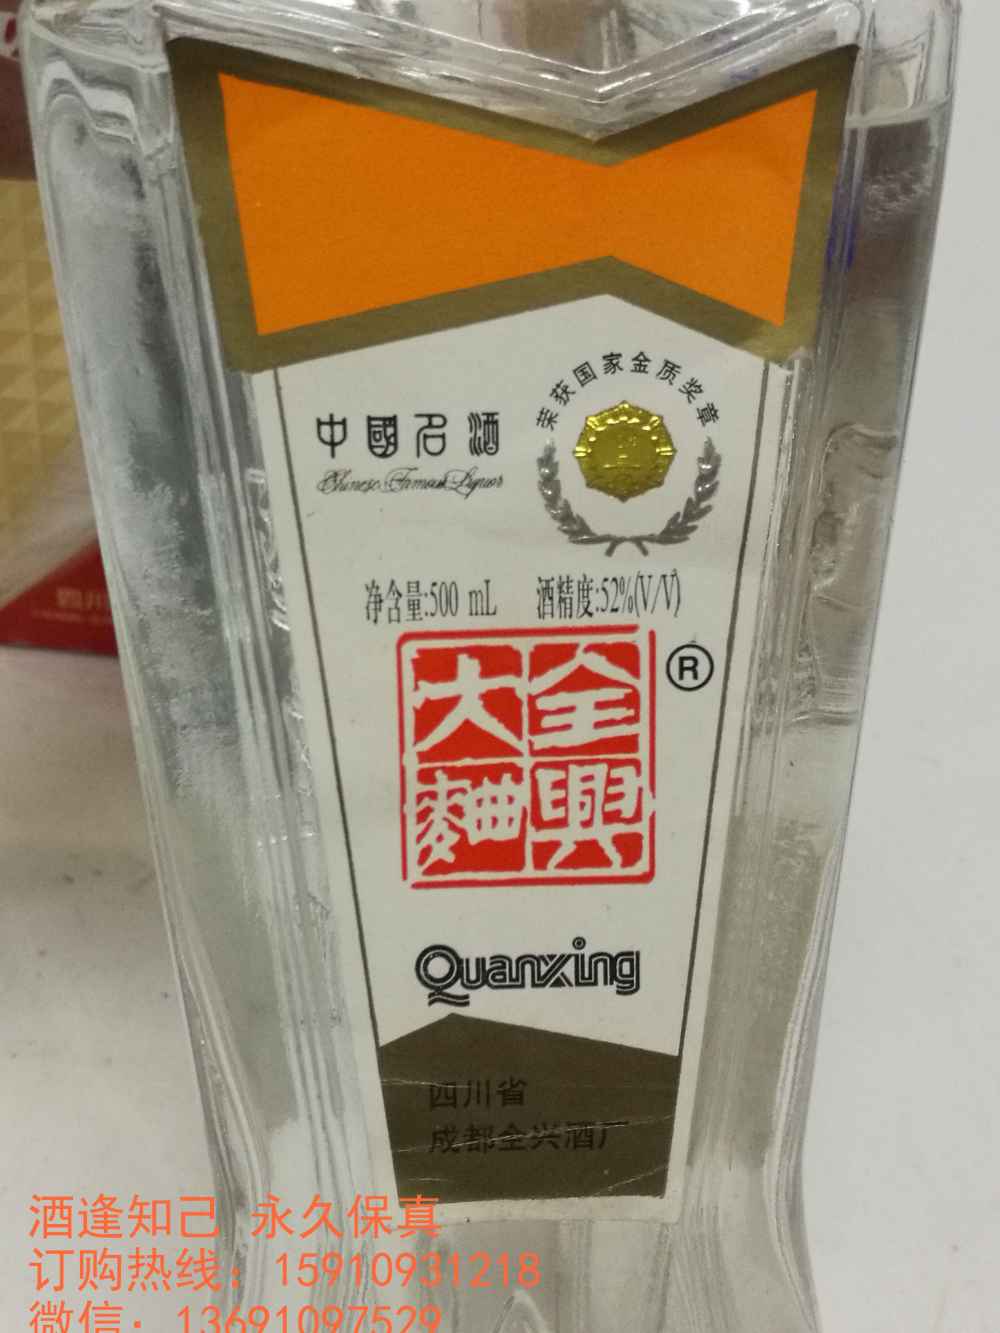 荣获国家金质奖章
中國名酒
Chinese Famous Liquor
净含量:500 mL 酒精度:52%(V/V)
全興
大麯
®
Quanxing
四川省
成都全兴酒厂
酒逢知己 永久保真
订购热线：15910931218
微信：13691097529